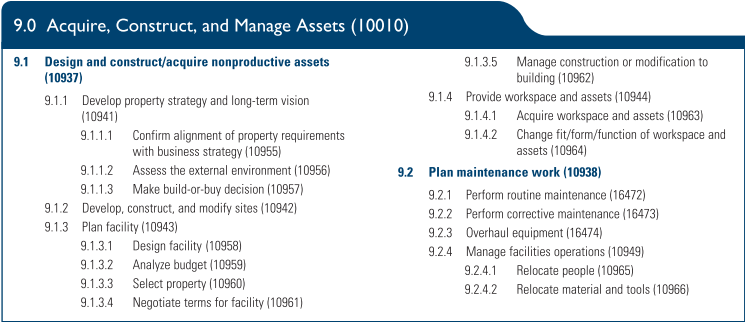 9.0 Acquire, Construct, and Manage Assets (10010)
9.1 Design and construct/acquire nonproductive assets
(10937)
9.1.1 Develop property strategy and long-term vision
(10941)
9.1.1.1 Confirm alignment of property requirements
with business strategy (10955)
9.1.1.2 Assess the external environment (10956)
9.1.1.3 Make build-or-buy decision (10957)
9.1.2 Develop, construct, and modify sites (10942)
9.1.3 Plan facility (10943)
9.1.3.1 Design facility (10958)
9.1.3.2 Analyze budget (10959)
9.1.3.3 Select property (10960)
9.1.3.4 Negotiate terms for facility (10961)
9.1.3.5 Manage construction or modification to
building (10962)
9.1.4 Provide workspace and assets (10944)
9.1.4.1 Acquire workspace and assets (10963)
9.1.4.2 Change fit/form/function of workspace and
assets (10964)
9.2 Plan maintenance work (10938)
9.2.1 Perform routine maintenance (16472)
9.2.2 Perform corrective maintenance (16473)
9.2.3 Overhaul equipment (16474)
9.2.4 Manage facilities operations (10949)
9.2.4.1 Relocate people (10965)
9.2.4.2 Relocate material and tools (10966)